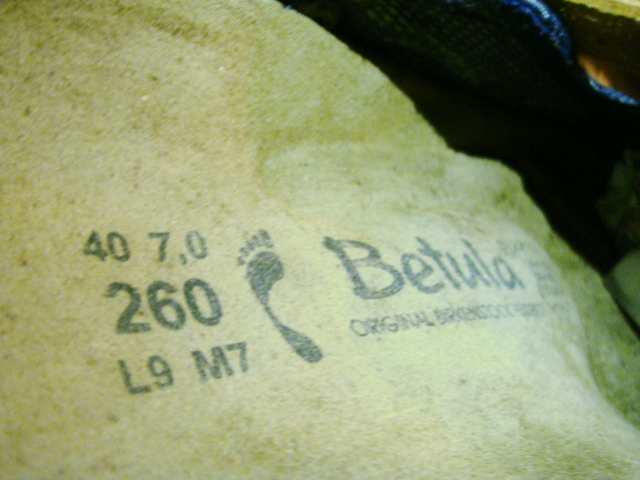 40 7,0
260
L9 M7
Betula
ORIGINAL BIRKENSTOCK